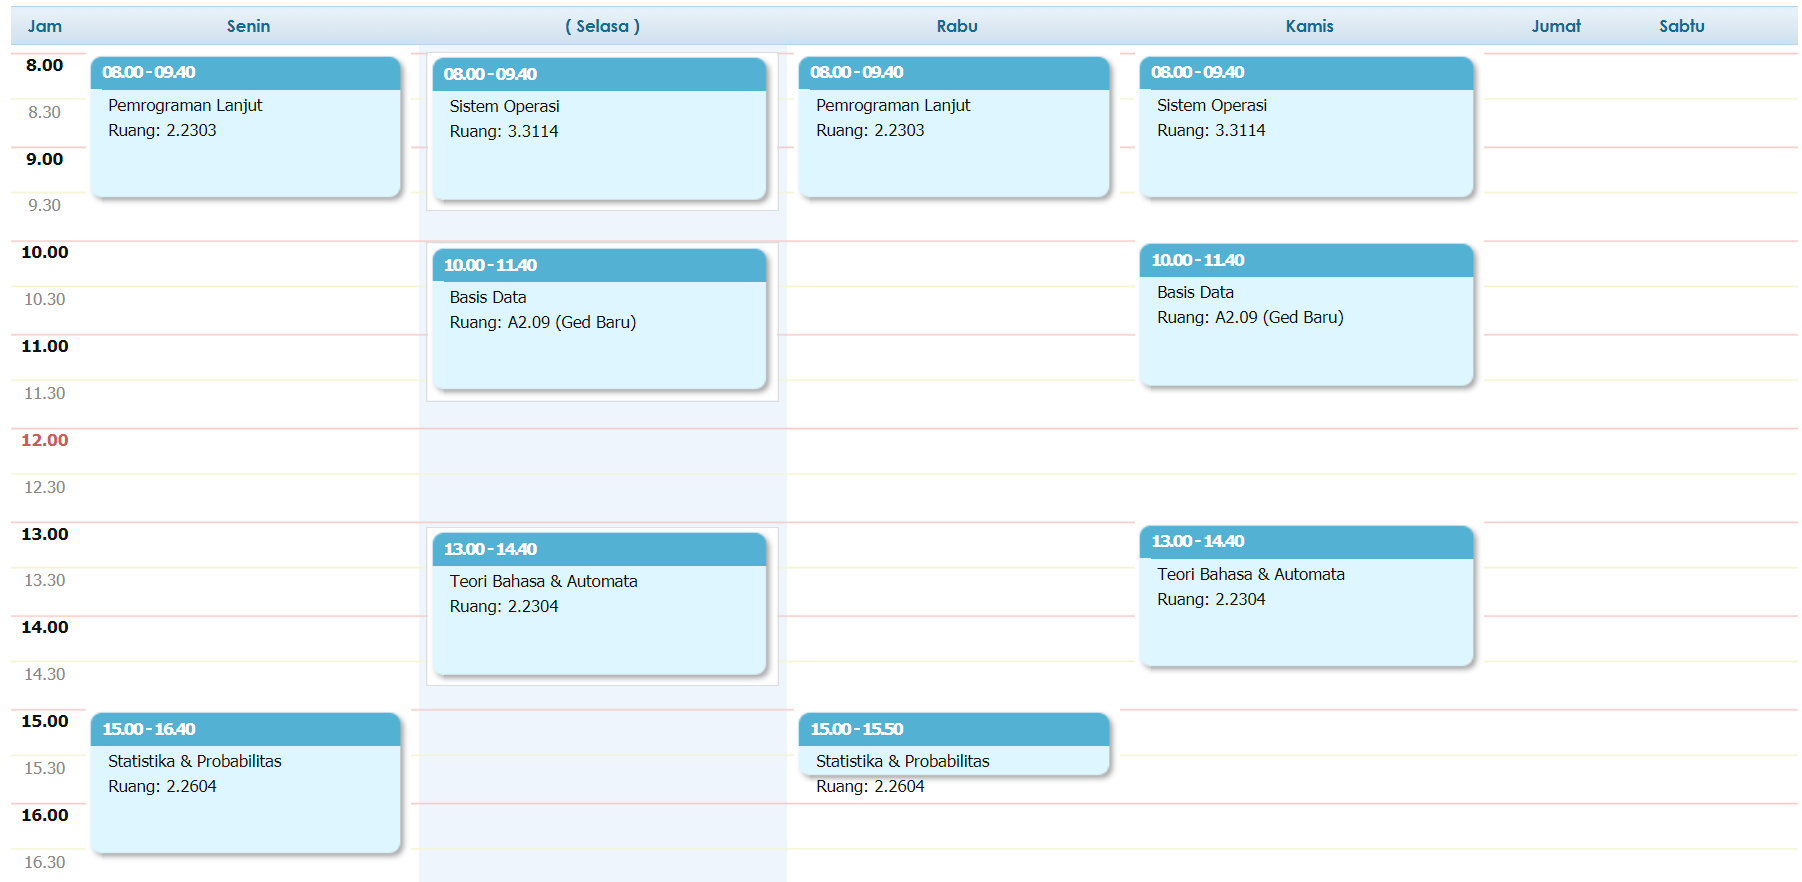 Jam Senin ( Selasa ) Rabu Kamis Jumat Sabtu
8.00
08.00 - 09.40
Pemrograman Lanjut
Ruang: 2.2303
08.00 - 09.40
Sistem Operasi
Ruang: 3.3114
08.00 - 09.40
Pemrograman Lanjut
Ruang: 2.2303
08.00 - 09.40
Sistem Operasi
Ruang: 3.3114
8.30
9.00
9.30
10.00
10.00 - 11.40
Basis Data
Ruang: A2.09 (Ged Baru)
10.00 - 11.40
Basis Data
Ruang: A2.09 (Ged Baru)
10.30
11.00
11.30
12.00
12.30
13.00
13.00 - 14.40
Teori Bahasa & Automata
Ruang: 2.2304
13.00 - 14.40
Teori Bahasa & Automata
Ruang: 2.2304
13.30
14.00
14.30
15.00
15.00 - 16.40
Statistika & Probabilitas
Ruang: 2.2604
15.00 - 15.50
Statistika & Probabilitas
Ruang: 2.2604
15.30
16.00
16.30